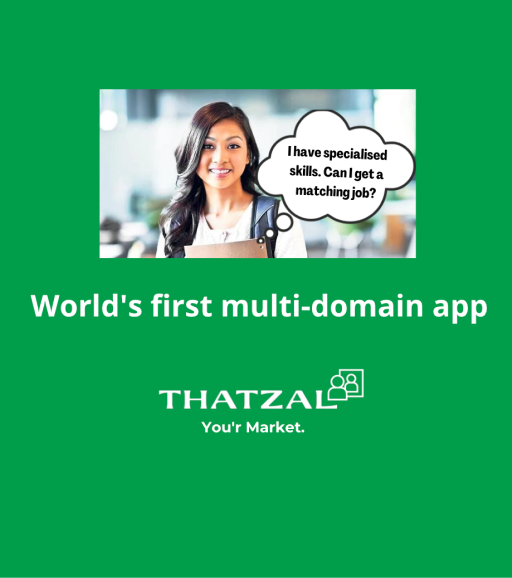 I have specialised
skills. Can I get a
matching job?
World's first multi-domain app
THATZAL
You'r Market.